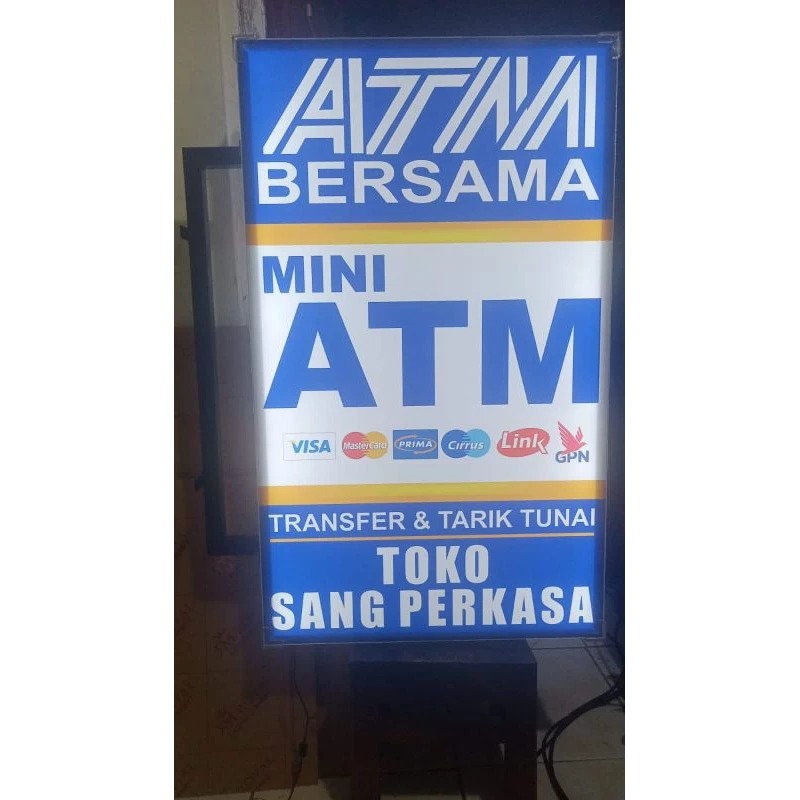 ATM
BERSAMA
MINI
ATM
VISA MasterCard PRIMA Cirrus Link GPN
TRANSFER & TARIK TUNAI
TOKO
SANG PERKASA